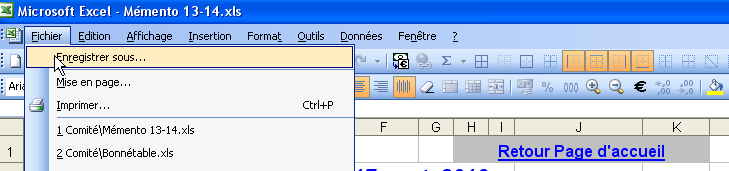 Microsoft Excel - Mémento 13-14.xls
Fichier Edition Affichage Insertion Format Outils Données Fenêtre ?
Enregistrer sous...
Mise en page...
Imprimer... Ctrl+P
1 Comité\Mémento 13-14.xls
2 Comité\Bonnétable.xls
Aria
% 000 €
F G H I J K
1 Retour Page d'accueil